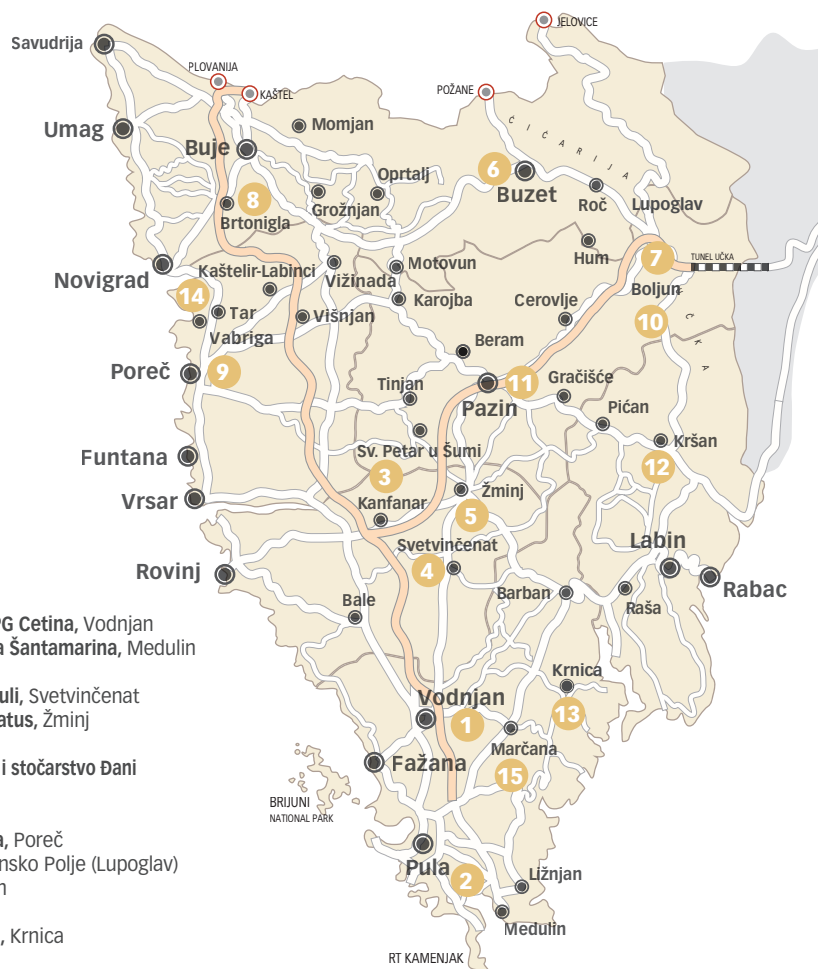 JELOVICE
Savudrija
PLOVANIJA
KAŠTEL
POŽANE
Umag
Momjan
ĆIĆARIJA
Buje
Oprtalj
6
Buzet
8
Brtonigla
Grožnjan
Roč
Lupoglav
Hum
7
TUNEL UČKA
Novigrad
Kaštelir-Labinci
Vižinada
Motovun
Boljun
14
Tar
Karojba
Cerovlje
10
Vabriga
Višnjan
Beram
Poreč
9
Tinjan
11
Pazin
Gračišće
Pićan
Kršan
12
Funtana
Sv. Petar u Šumi
3
Vrsar
Kanfanar
Žminj
5
Svetvinčenat
4
Labin
Rovinj
Rabac
Bale
Barban
Raša
G Cetina, Vodnjan
a Šantamarina, Medulin
uli, Svetvinčenat
atus, Žminj
i stočarstvo Đani
a, Poreč
nsko Polje (Lupoglav)
, Krnica
Krnica
13
Vodnjan
1
Marčana
15
Fažana
BRIJUNI
NATIONAL PARK
Pula
2
Ližnjan
Medulin
RT KAMENJAK